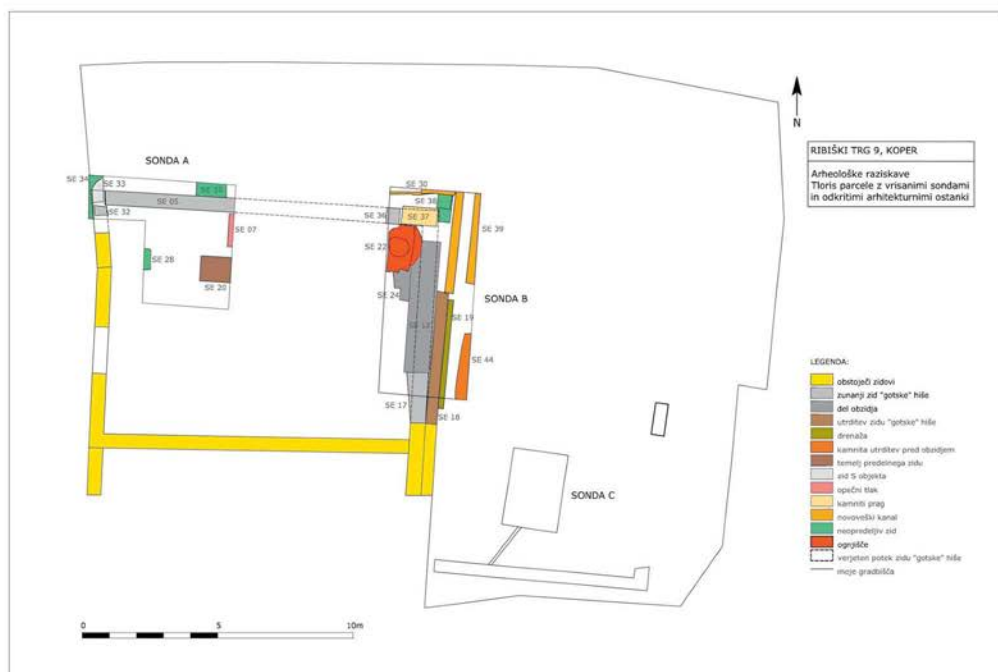 N
RIBIŠKI TRG 9, KOPER
Arheološke raziskave
Tloris parcele z vrisanimi sondami
in odkritimi arhitekturnimi ostanki
SONDA A
SE 34
SE 33
SE 05
SE 32
SE 07
SE 28
SE 20
SE 30
SE 38
SE 36
SE 37
SE 39
SE 22
SE 24
SONDA B
SE 19
SE 44
SE 17
SE 18
SONDA C
LEGENDA:
obstoječi zidovi
zunanji zid "gotske" hiše
del obzidja
utrditev zidu "gotske" hiše
drenaža
kamnita utrditev pred obzidjem
temelj predelnega zidu
zid S objekta
opečni tlak
kamniti prag
novoveški kanal
neopredeljiv zid
ognjišče
verjeten potek zidu "gotske" hiše
meje gradbišča
0 5 10m